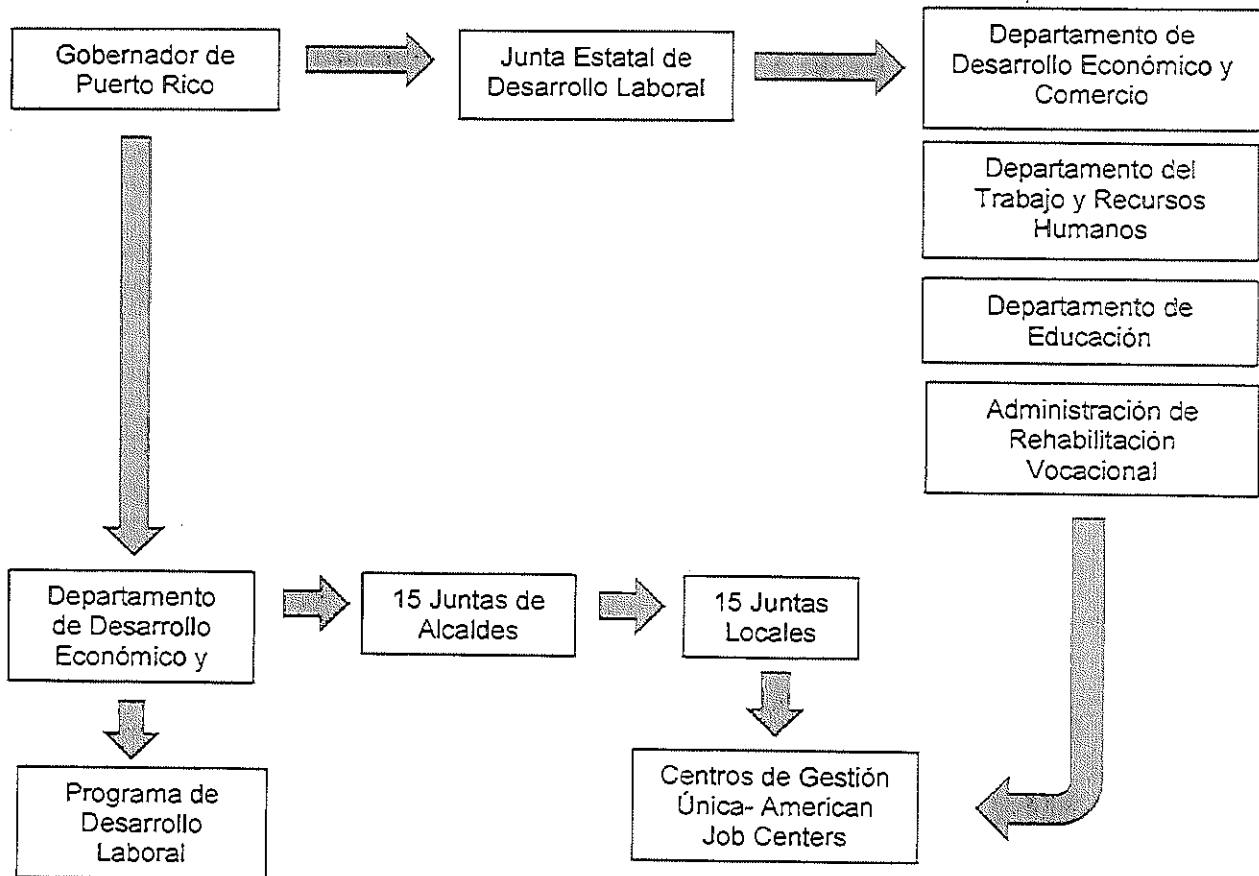 Gobernador de
Puerto Rico
Junta Estatal de
Desarrollo Laboral
Departamento de
Desarrollo Económico y
Comercio
Departamento del
Trabajo y Recursos
Humanos
Departamento de
Educación
Administración de
Rehabilitación
Vocacional
Departamento
de Desarrollo
Económico y
15 Juntas de
Alcaldes
15 Juntas
Locales
Programa de
Desarrollo
Laboral
Centros de Gestión
Única- American
Job Centers